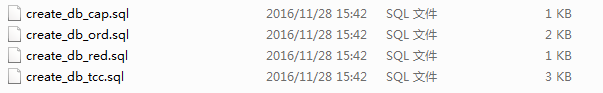 create_db_cap.sql 2016/11/28 15:42 SQL 文件 1 KB
create_db_ord.sql 2016/11/28 15:42 SQL 文件 2 KB
create_db_red.sql 2016/11/28 15:42 SQL 文件 1 KB
create_db_tcc.sql 2016/11/28 15:42 SQL 文件 3 KB